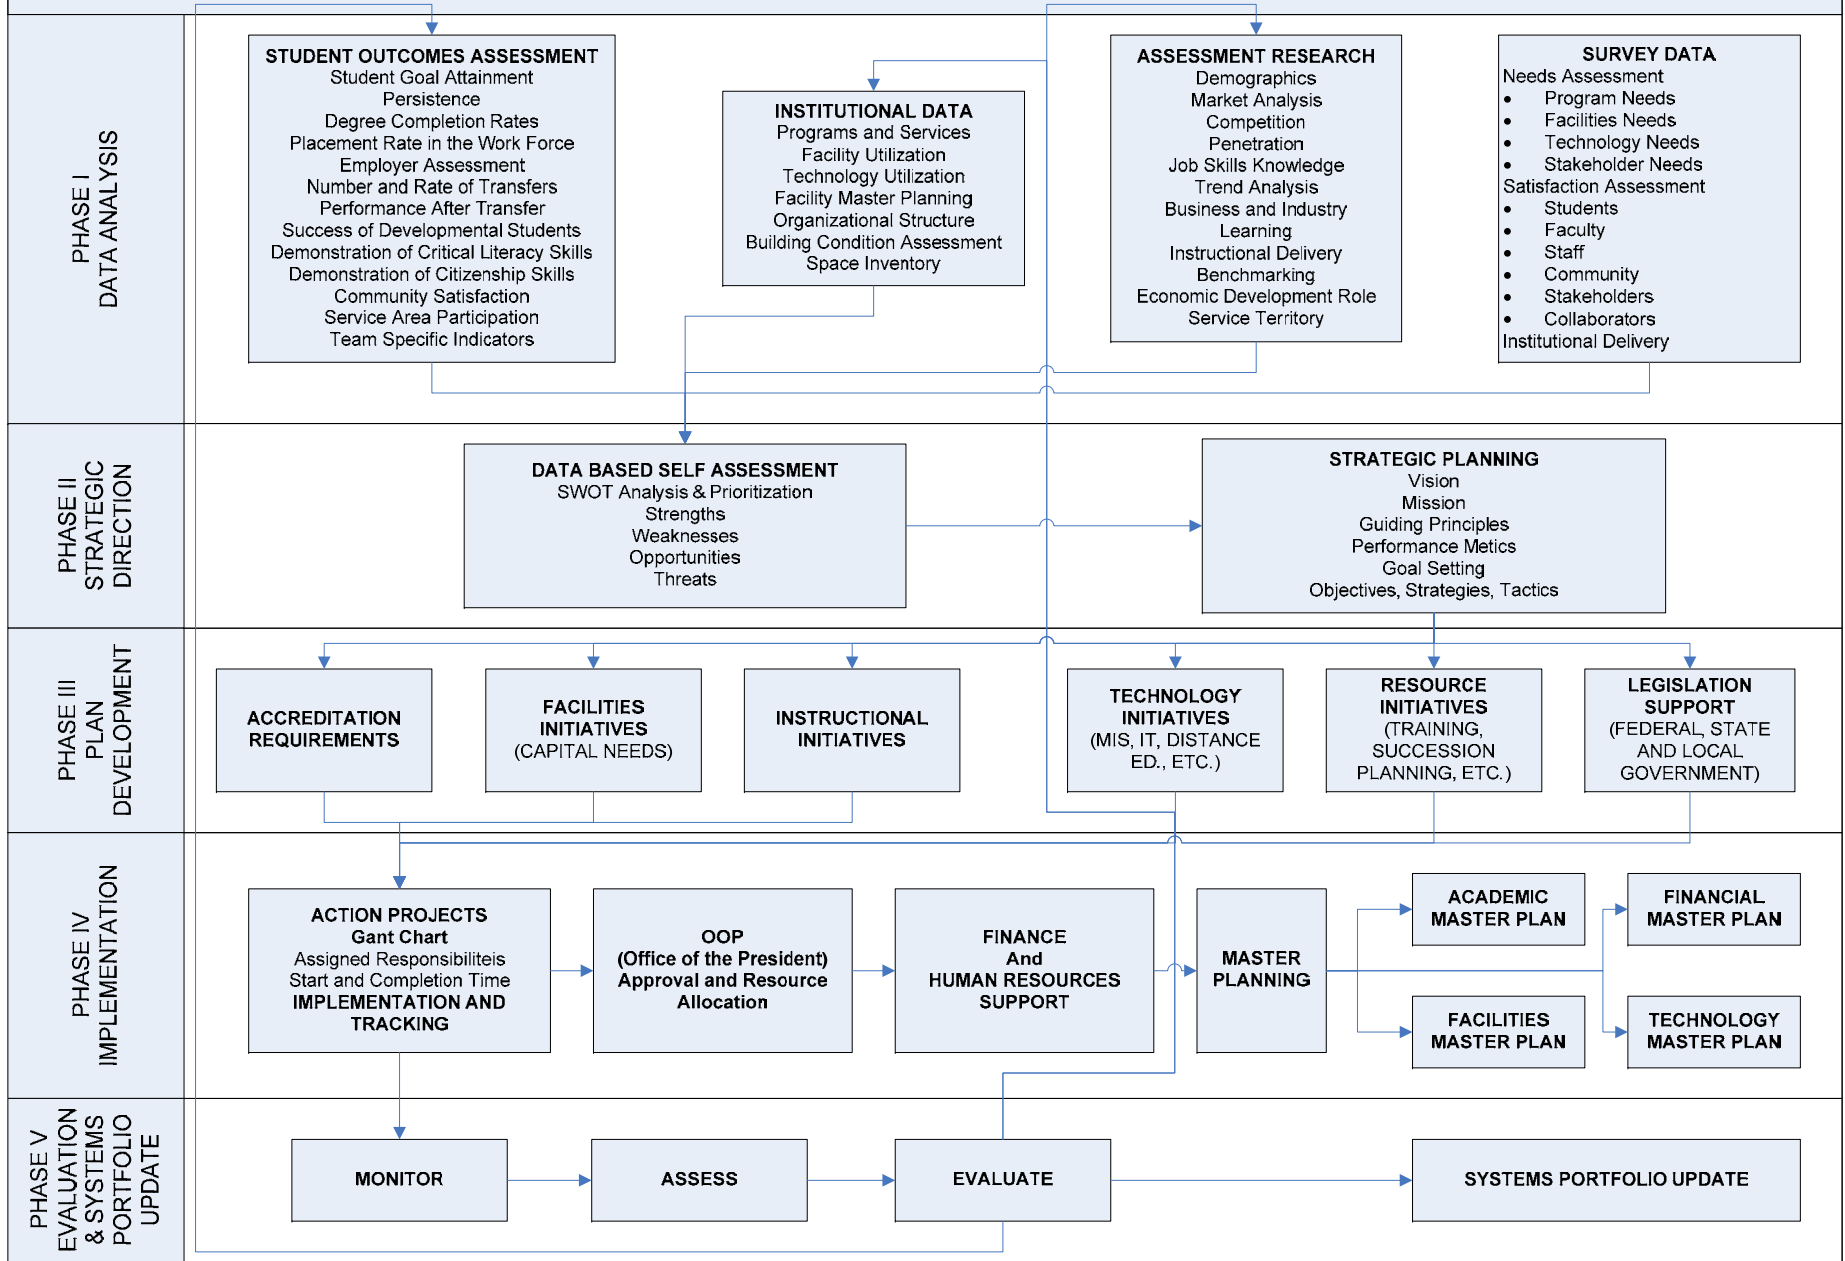 PHASE I
DATA ANALYSIS
STUDENT OUTCOMES ASSESSMENT
Student Goal Attainment
Persistence
Degree Completion Rates
Placement Rate in the Work Force
Employer Assessment
Number and Rate of Transfers
Performance After Transfer
Success of Developmental Students
Demonstration of Critical Literacy Skills
Demonstration of Citizenship Skills
Community Satisfaction
Service Area Participation
Team Specific Indicators
INSTITUTIONAL DATA
Programs and Services
Facility Utilization
Technology Utilization
Facility Master Planning
Organizational Structure
Building Condition Assessment
Space Inventory
ASSESSMENT RESEARCH
Demographics
Market Analysis
Competition
Penetration
Job Skills Knowledge
Trend Analysis
Business and Industry
Learning
Instructional Delivery
Benchmarking
Economic Development Role
Service Territory
SURVEY DATA
Needs Assessment
• Program Needs
• Facilities Needs
• Technology Needs
• Stakeholder Needs
Satisfaction Assessment
• Students
• Faculty
• Staff
• Community
• Stakeholders
• Collaborators
Institutional Delivery
PHASE II
STRATEGIC
DIRECTION
DATA BASED SELF ASSESSMENT
SWOT Analysis & Prioritization
Strengths
Weaknesses
Opportunities
Threats
STRATEGIC PLANNING
Vision
Mission
Guiding Principles
Performance Metics
Goal Setting
Objectives, Strategies, Tactics
PHASE III
PLAN
DEVELOPMENT
ACCREDITATION
REQUIREMENTS
FACILITIES
INITIATIVES
(CAPITAL NEEDS)
INSTRUCTIONAL
INITIATIVES
TECHNOLOGY
INITIATIVES
(MIS, IT, DISTANCE
ED., ETC.)
RESOURCE
INITIATIVES
(TRAINING,
SUCCESSION
PLANNING, ETC.)
LEGISLATION
SUPPORT
(FEDERAL, STATE
AND LOCAL
GOVERNMENT)
PHASE IV
IMPLEMENTATION
ACTION PROJECTS
Gant Chart
Assigned Responsibiliteis
Start and Completion Time
IMPLEMENTATION AND
TRACKING
OOP
(Office of the President)
Approval and Resource
Allocation
FINANCE
And
HUMAN RESOURCES
SUPPORT
MASTER
PLANNING
ACADEMIC
MASTER PLAN
FINANCIAL
MASTER PLAN
FACILITIES
MASTER PLAN
TECHNOLOGY
MASTER PLAN
PHASE V
EVALUATION
& SYSTEMS
PORTFOLIO
UPDATE
MONITOR
ASSESS
EVALUATE
SYSTEMS PORTFOLIO UPDATE